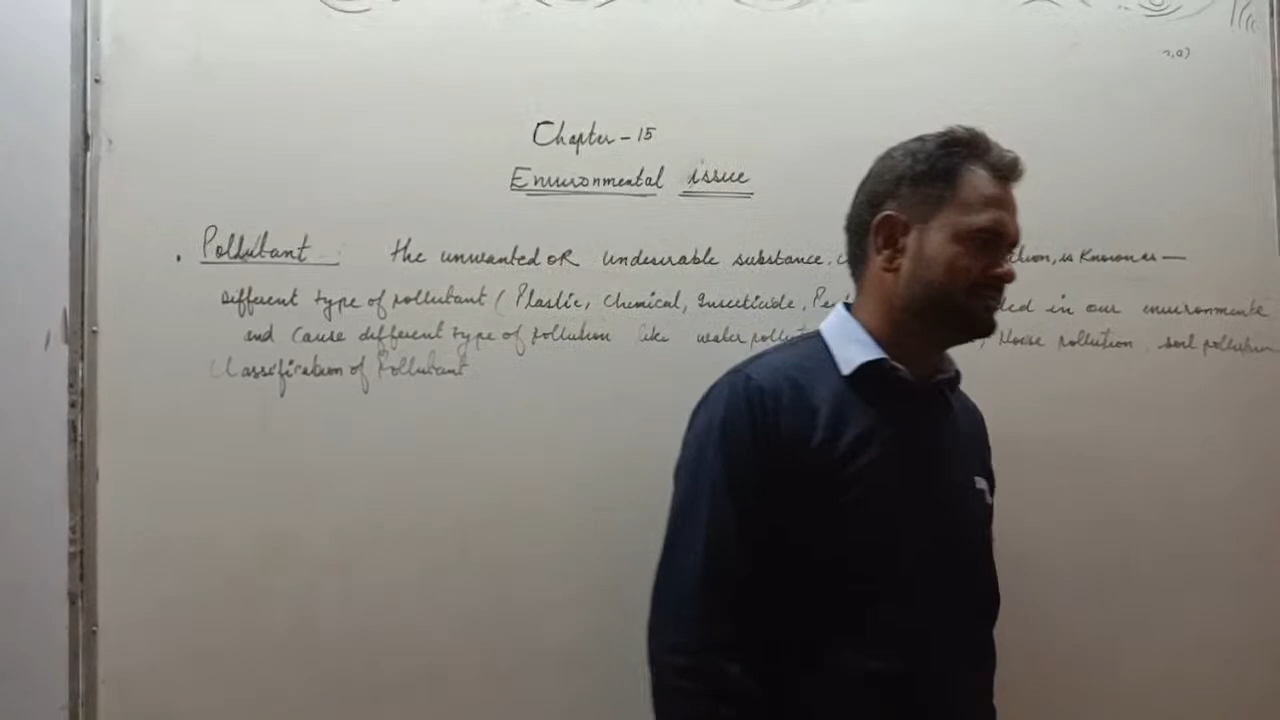 Chapter - 15
Environmental issue
. Pollutant the unwanted OR undesirable substance, is Known as —
Different type of pollutant ( Plastic, Chemical, Insecticide, in our environmente
and cause different type of pollution like water , Noise pollution, soil pollution
Classification of Pollutant